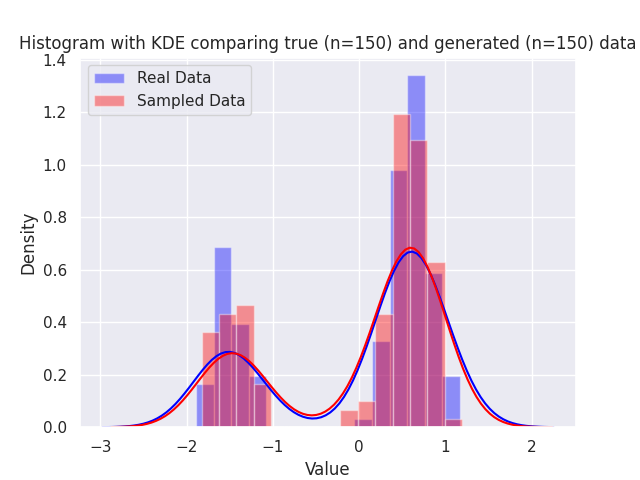 Histogram with KDE comparing true (n=150) and generated (n=150) data
Real Data
Sampled Data
Density
1.4
1.2
1.0
0.8
0.6
0.4
0.2
0.0
−3
−2
−1
0
1
2
Value